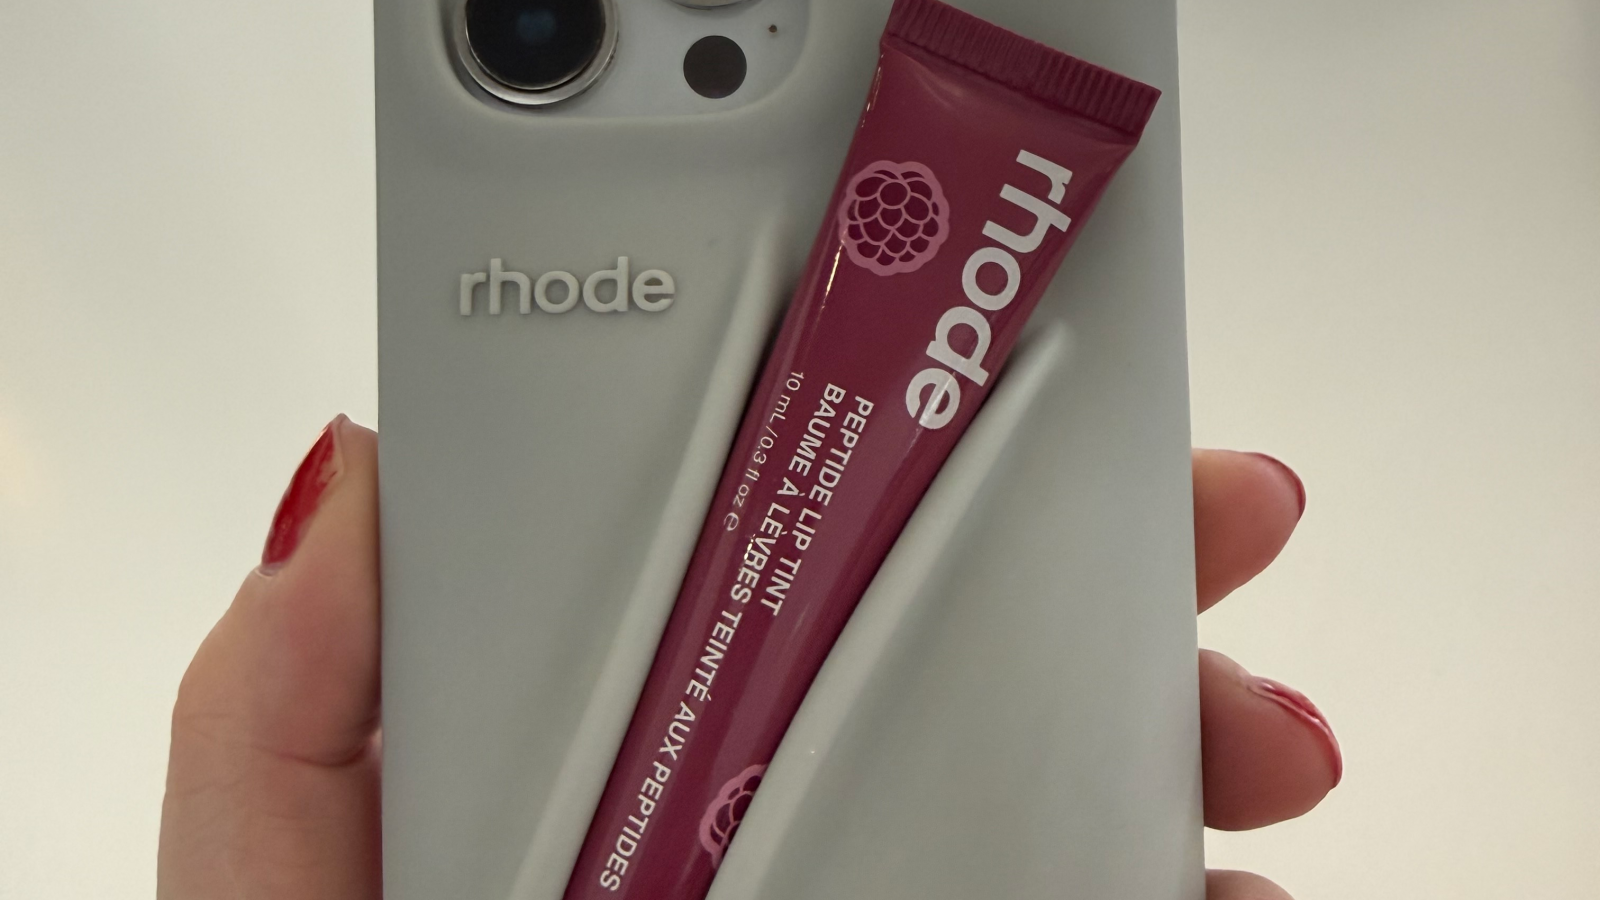 rhode
rhode
PEPTIDE LIP TINT
BAUME À LÈVRES TEINTÉ AUX PEPTIDES
10 mL / 0.3 fl oz e